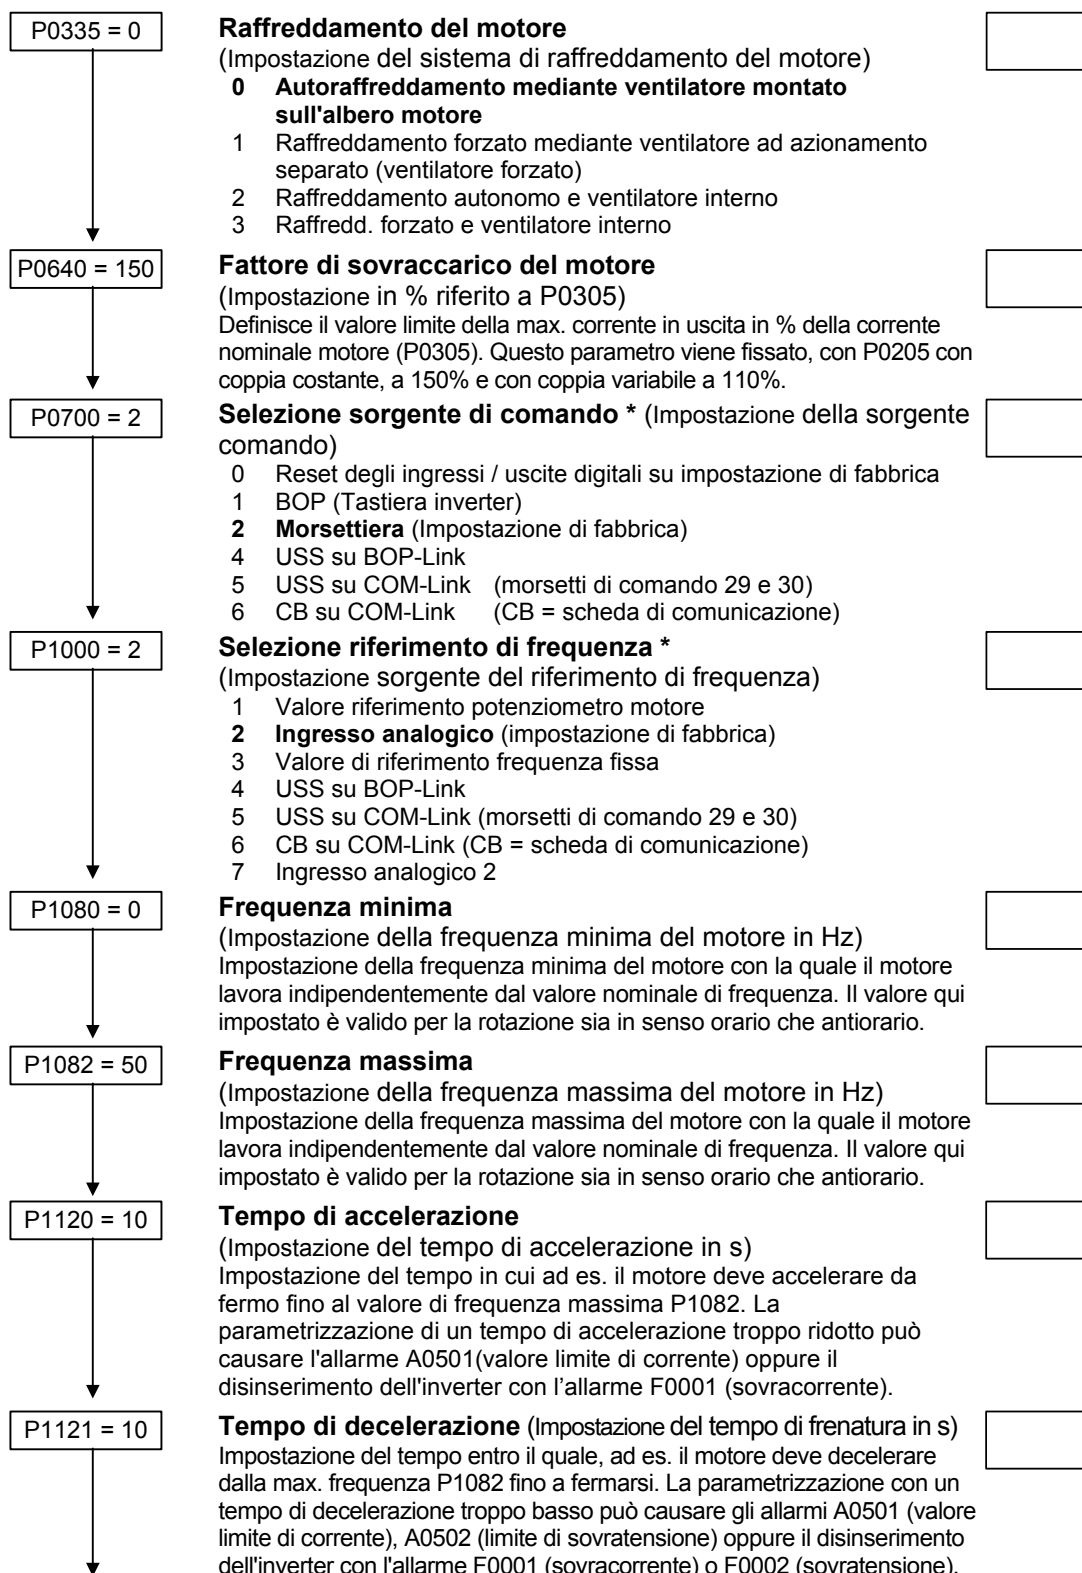 P0335 = 0
Raffreddamento del motore
(Impostazione del sistema di raffreddamento del motore)
0 Autoraffreddamento mediante ventilatore montato
sull'albero motore
1 Raffreddamento forzato mediante ventilatore ad azionamento
separato (ventilatore forzato)
2 Raffreddamento autonomo e ventilatore interno
3 Raffredd. forzato e ventilatore interno
P0640 = 150
Fattore di sovraccarico del motore
(Impostazione in % riferito a P0305)
Definisce il valore limite della max. corrente in uscita in % della corrente
nominale motore (P0305). Questo parametro viene fissato, con P0205 con
coppia costante, a 150% e con coppia variabile a 110%.
P0700 = 2
Selezione sorgente di comando * (Impostazione della sorgente
comando)
0 Reset degli ingressi / uscite digitali su impostazione di fabbrica
1 BOP (Tastiera inverter)
2 Morsettiera (Impostazione di fabbrica)
4 USS su BOP-Link
5 USS su COM-Link (morsetti di comando 29 e 30)
6 CB su COM-Link (CB = scheda di comunicazione)
P1000 = 2
Selezione riferimento di frequenza *
(Impostazione sorgente del riferimento di frequenza)
1 Valore riferimento potenziometro motore
2 Ingresso analogico (impostazione di fabbrica)
3 Valore di riferimento frequenza fissa
4 USS su BOP-Link
5 USS su COM-Link (morsetti di comando 29 e 30)
6 CB su COM-Link (CB = scheda di comunicazione)
7 Ingresso analogico 2
P1080 = 0
Frequenza minima
(Impostazione della frequenza minima del motore in Hz)
Impostazione della frequenza minima del motore con la quale il motore
lavora indipendentemente dal valore nominale di frequenza. Il valore qui
impostato è valido per la rotazione sia in senso orario che antiorario.
P1082 = 50
Frequenza massima
(Impostazione della frequenza massima del motore in Hz)
Impostazione della frequenza massima del motore con la quale il motore
lavora indipendentemente dal valore nominale di frequenza. Il valore qui
impostato è valido per la rotazione sia in senso orario che antiorario.
P1120 = 10
Tempo di accelerazione
(Impostazione del tempo di accelerazione in s)
Impostazione del tempo in cui ad es. il motore deve accelerare da
fermo fino al valore di frequenza massima P1082. La
parametrizzazione di un tempo di accelerazione troppo ridotto può
causare l'allarme A0501(valore limite di corrente) oppure il
disinserimento dell'inverter con l’allarme F0001 (sovracorrente).
P1121 = 10
Tempo di decelerazione (Impostazione del tempo di frenatura in s)
Impostazione del tempo entro il quale, ad es. il motore deve decelerare
dalla max. frequenza P1082 fino a fermarsi. La parametrizzazione con un
tempo di decelerazione troppo basso può causare gli allarmi A0501 (valore
limite di corrente), A0502 (limite di sovratensione) oppure il disinserimento
dell'inverter con l'allarme F0001 (sovracorrente) o F0002 (sovratensione).